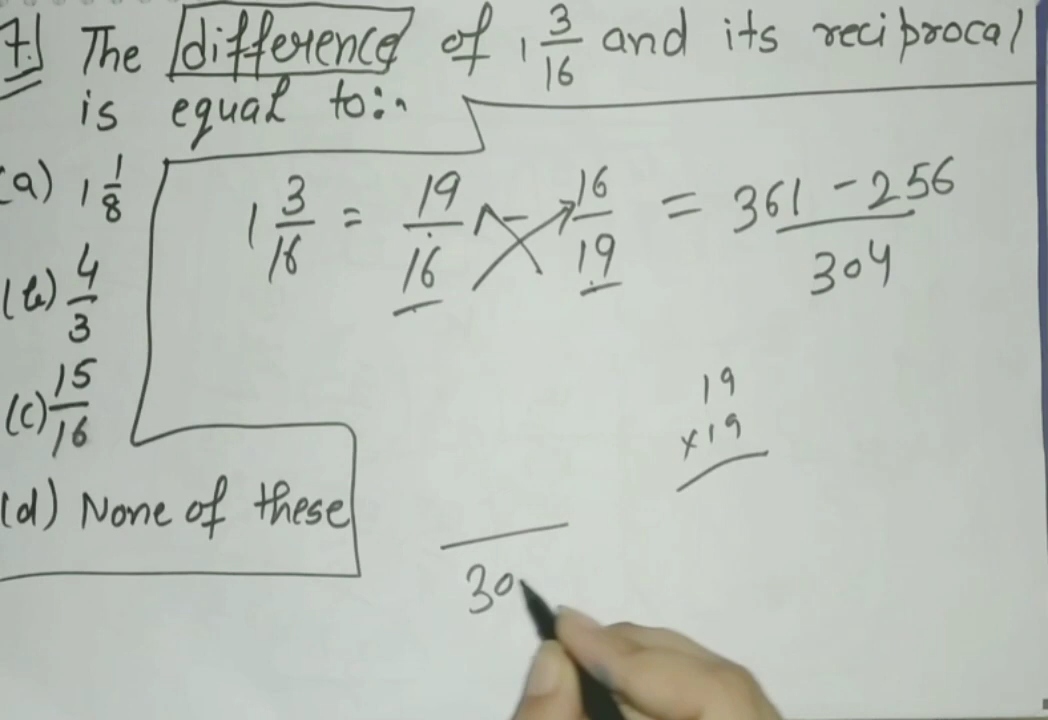 7.] The difference of 1 3/16 and its reciprocal
is equal to:-
(a) 1 1/8
(b) 4/3
(c) 15/16
(d) None of these
1 3/16 = 19/16 - 16/19 = 361 - 256/304
19
×19
30